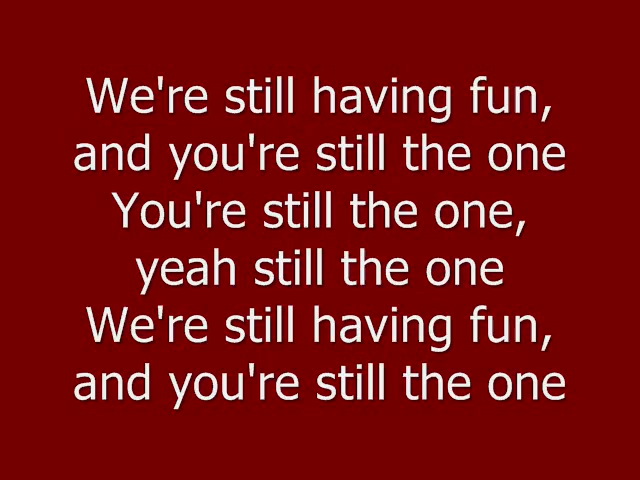 We're still having fun,
and you're still the one
You're still the one,
yeah still the one
We're still having fun,
and you're still the one